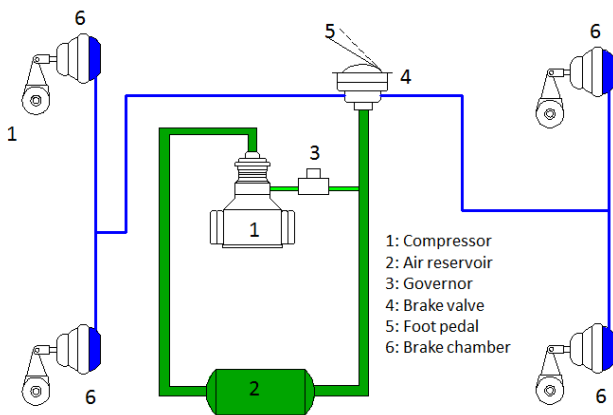 6
5
6
4
1
3
1
1: Compressor
2: Air reservoir
3: Governor
4: Brake valve
5: Foot pedal
6: Brake chamber
2
6
6